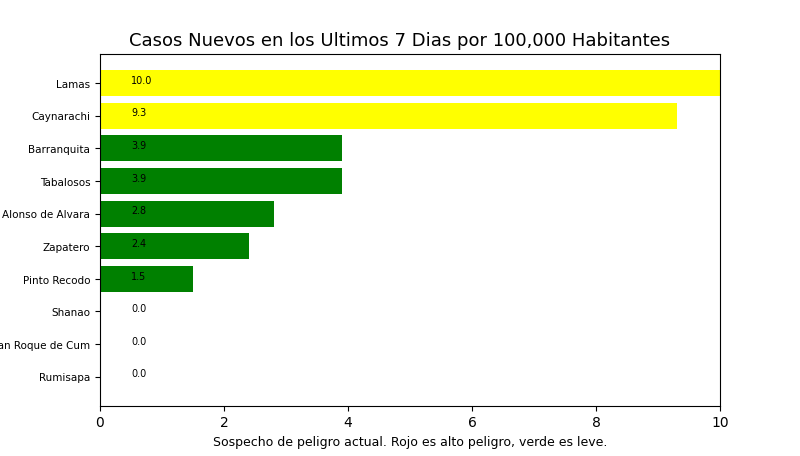 Casos Nuevos en los Ultimos 7 Dias por 100,000 Habitantes
Lamas 10.0
Caynarachi 9.3
Barranquita 3.9
Tabalosos 3.9
Alonso de Alvara 2.8
Zapatero 2.4
Pinto Recodo 1.5
Shanao 0.0
an Roque de Cum 0.0
Rumisapa 0.0
0 2 4 6 8 10
Sospecho de peligro actual. Rojo es alto peligro, verde es leve.